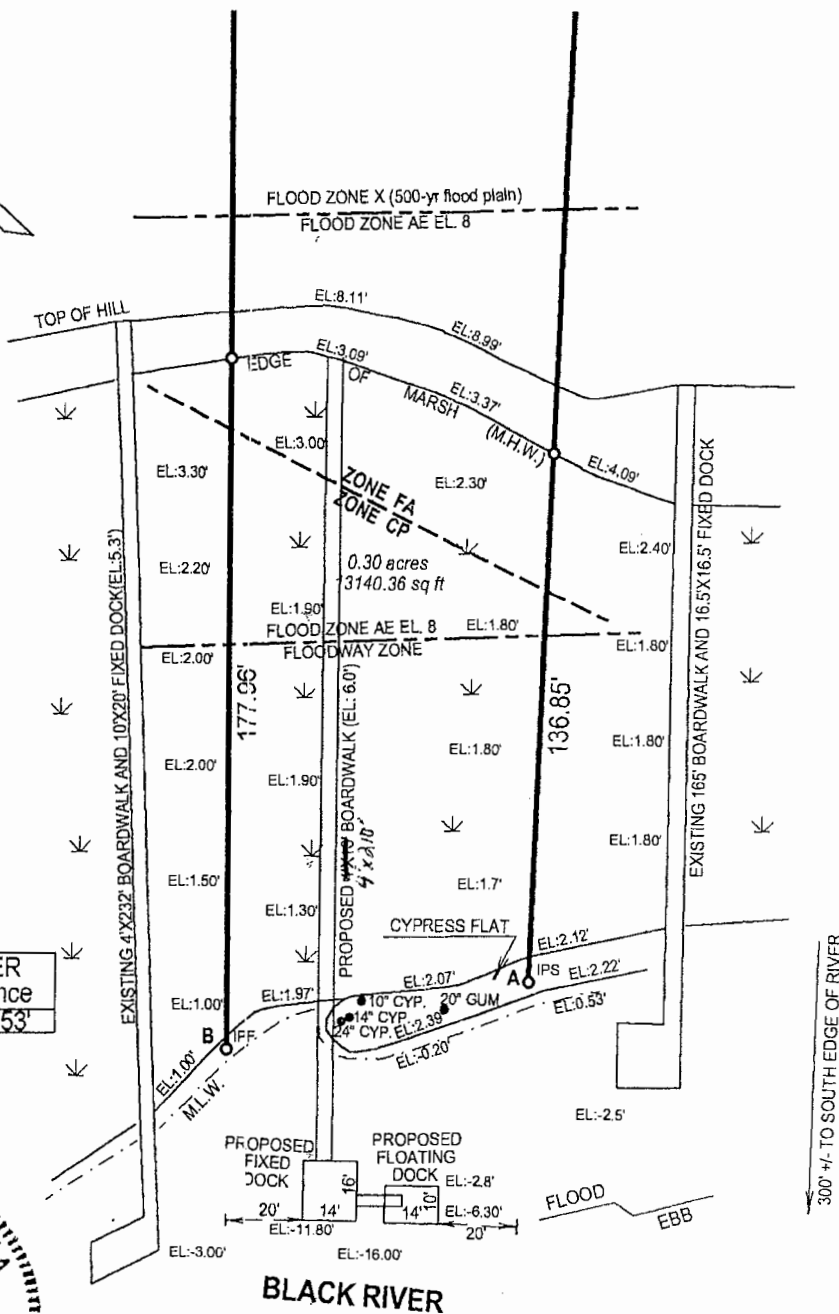 FLOOD ZONE X (500-yr flood plain)
FLOOD ZONE AE EL. 8
TOP OF HILL
EL:8.11'
EL:8.99'
EDGE
EL:3.09'
OF
MARSH
EL:3.37'
(M.H.W.)
EL:4.09'
EL:3.00'
EL:3.30'
ZONE FA
ZONE CP
EL:2.30'
EL:2.40'
0.30 acres
13140.36 sq ft
EL:2.20'
EL:1.90'
EL:1.80'
FLOOD ZONE AE EL. 8
FLOODWAY ZONE
EL:2.00'
EL:1.80'
177.96'
136.85'
EXISTING 4'X232' BOARDWALK AND 10'X20' FIXED DOCK(EL:5.3')
PROPOSED BOARDWALK (EL: 6.0')
4'x210'
EXISTING 165' BOARDWALK AND 16.5'X16.5' FIXED DOCK
EL:2.00'
EL:1.90'
EL:1.80'
EL:1.80'
EL:1.80'
EL:1.50'
EL:1.30'
EL:1.7'
CYPRESS FLAT
EL:2.12'
ER
nce
53'
EL:1.00'
EL:1.97'
EL:2.07'
A
IPS
EL:2.22'
10" CYP.
20" GUM
14" CYP.
24" CYP.
EL:2.39'
EL:0.53'
B
IPF
EL:-0.20'
EL:1.00'
M.L.W.
EL:-2.5'
300' +/- TO SOUTH EDGE OF RIVER
PROPOSED
FIXED
DOCK
PROPOSED
FLOATING
DOCK
EL:-2.8'
16'
10'
20'
14'
14'
EL:-6.30'
20'
EL:-11.80'
FLOOD
EBB
EL:-3.00'
EL:-16.00'
BLACK RIVER